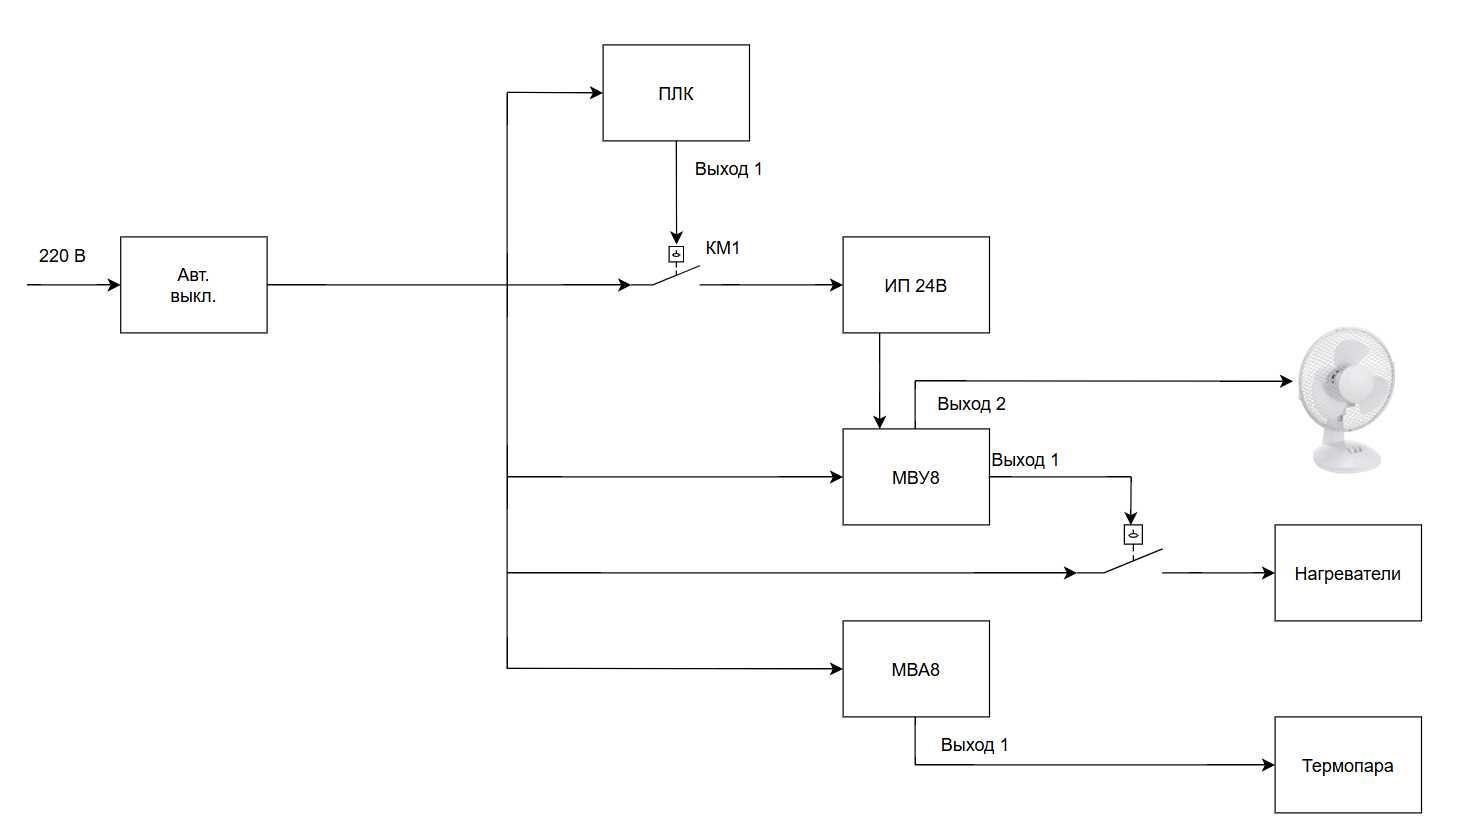 ПЛК
Выход 1
220 В
Авт.
выкл.
КМ1
ИП 24В
Выход 2
МВУ8
Выход 1
Нагреватели
МВА8
Выход 1
Термопара